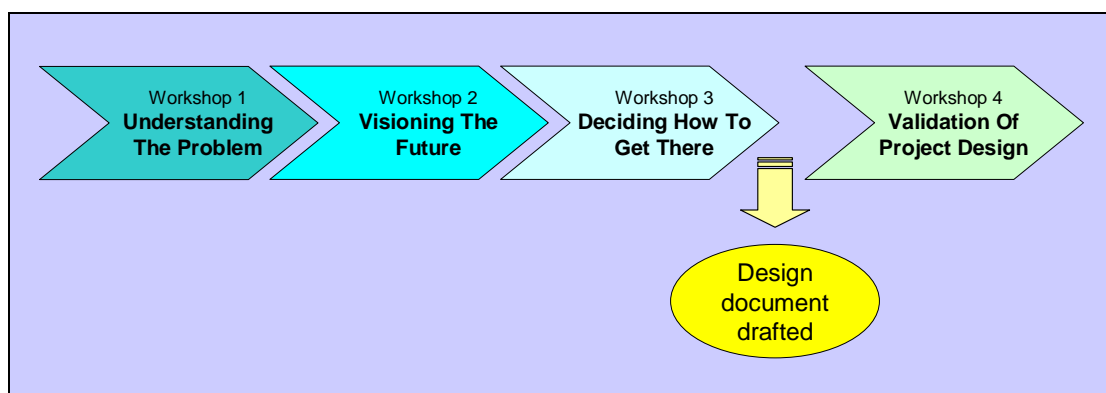 Workshop 1
Understanding
The Problem
Workshop 2
Visioning The
Future
Workshop 3
Deciding How To
Get There
Workshop 4
Validation Of
Project Design
Design
document
drafted